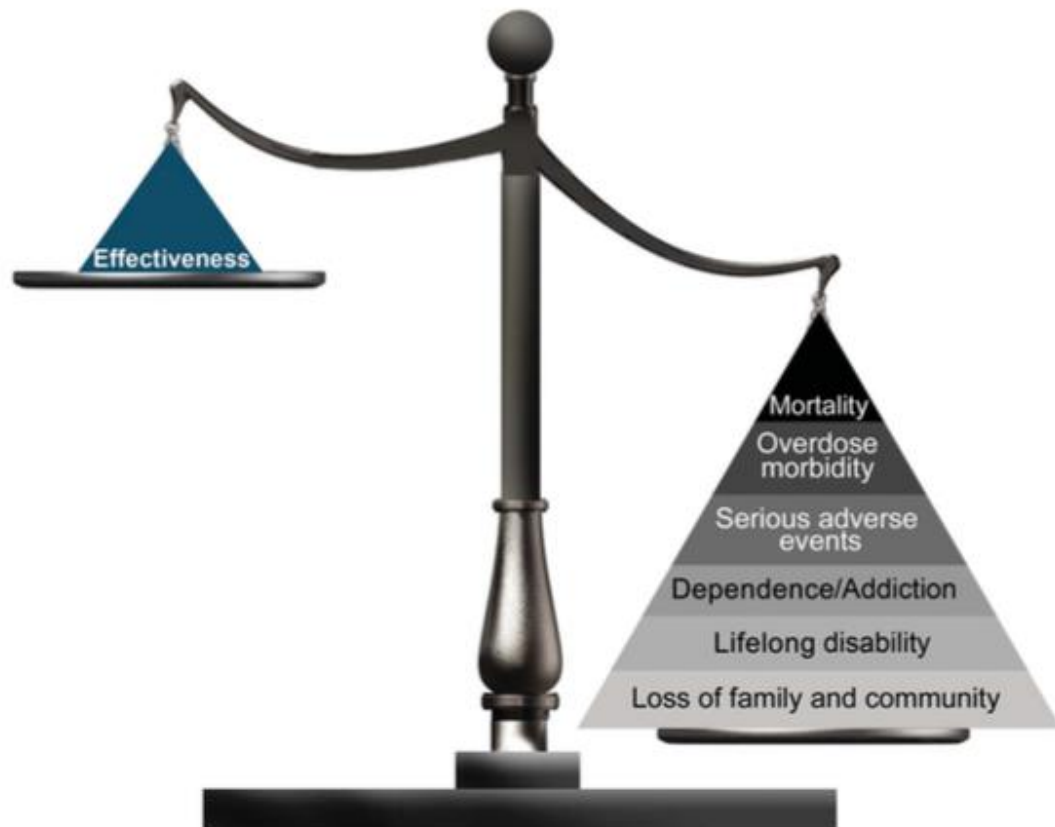 Effectiveness
Mortality
Overdose
morbidity
Serious adverse
events
Dependence/Addiction
Lifelong disability
Loss of family and community